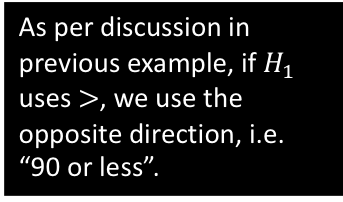 As per discussion in
previous example, if H₁
uses >, we use the
opposite direction, i.e.
“90 or less”.